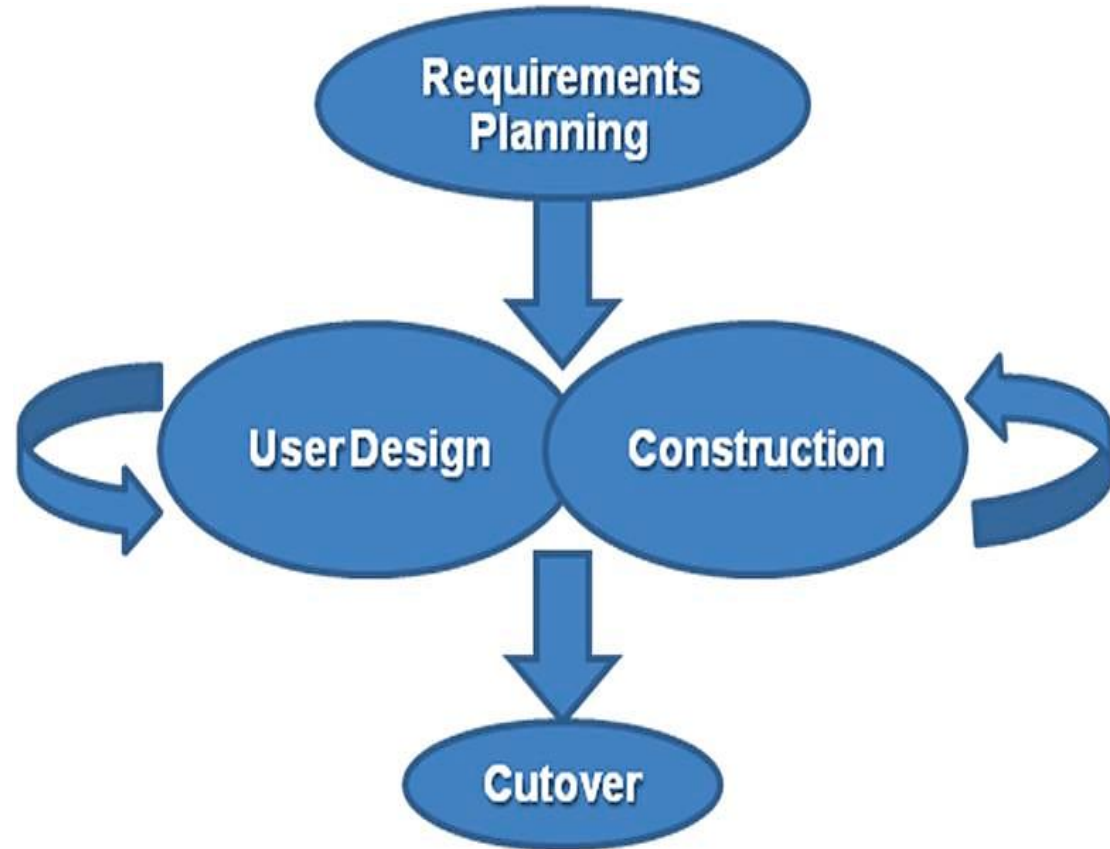 Requirements
Planning
User Design
Construction
Cutover